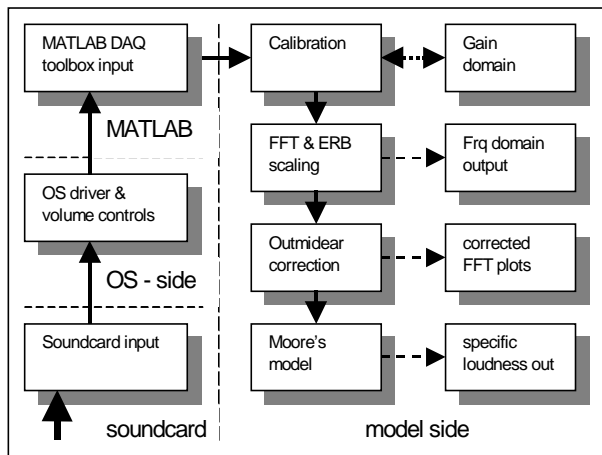 MATLAB DAQ
toolbox input
Calibration
Gain
domain
MATLAB
FFT & ERB
scaling
Frq domain
output
OS driver &
volume controls
Outmidear
correction
corrected
FFT plots
OS - side
Soundcard input
Moore's
model
specific
loudness out
soundcard
model side